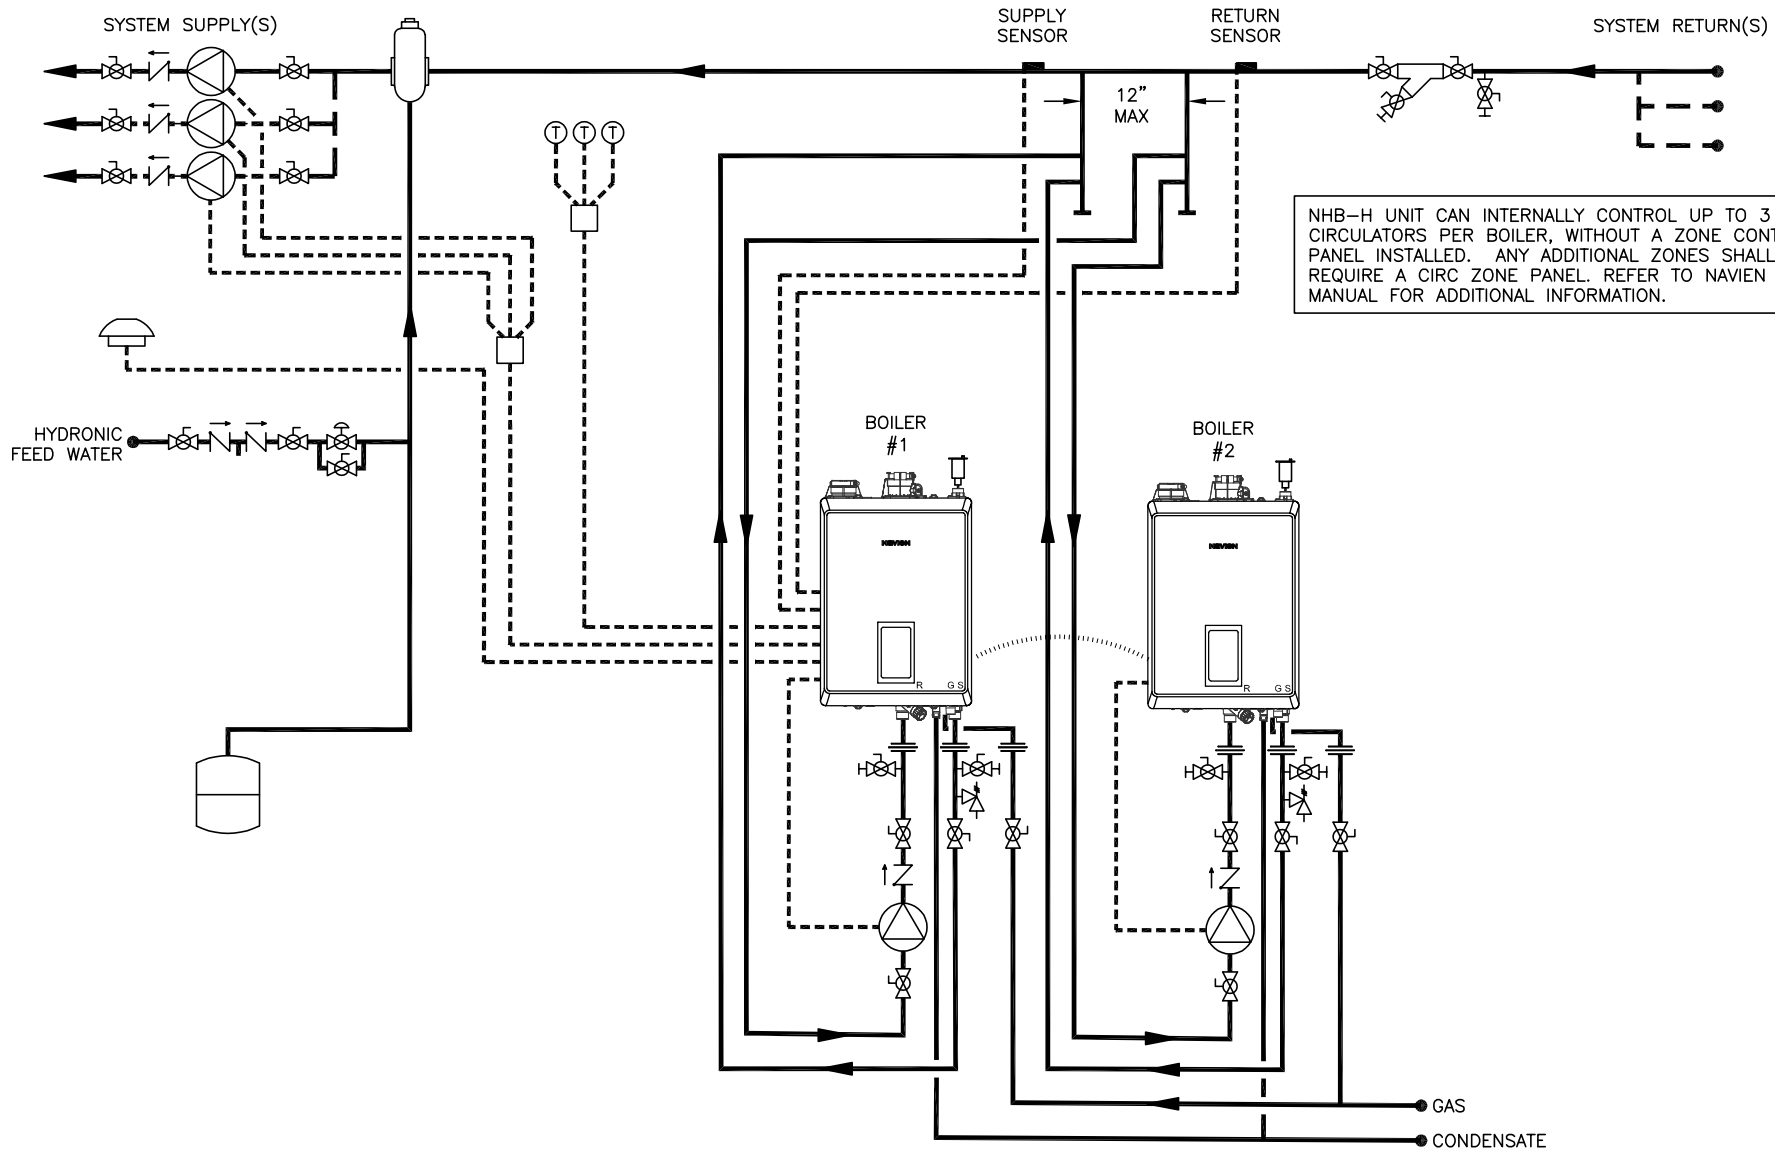 SYSTEM SUPPLY(S)
SUPPLY
SENSOR
RETURN
SENSOR
SYSTEM RETURN(S)
12"
MAX
T T T
NHB-H UNIT CAN INTERNALLY CONTROL UP TO 3
CIRCULATORS PER BOILER, WITHOUT A ZONE CONT
PANEL INSTALLED. ANY ADDITIONAL ZONES SHALL
REQUIRE A CIRC ZONE PANEL. REFER TO NAVIEN
MANUAL FOR ADDITIONAL INFORMATION.
HYDRONIC
FEED WATER
BOILER
#1
BOILER
#2
NAVIEN
NAVIEN
R G S
R G S
GAS
CONDENSATE